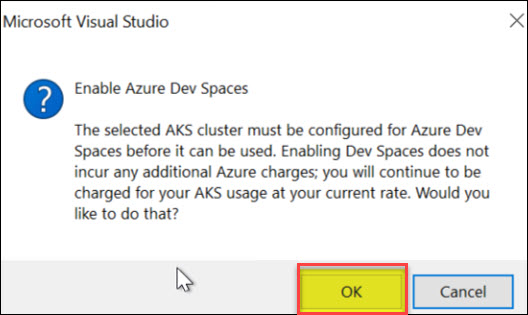 Microsoft Visual Studio
Enable Azure Dev Spaces
The selected AKS cluster must be configured for Azure Dev
Spaces before it can be used. Enabling Dev Spaces does not
incur any additional Azure charges; you will continue to be
charged for your AKS usage at your current rate. Would you
like to do that?
OK
Cancel